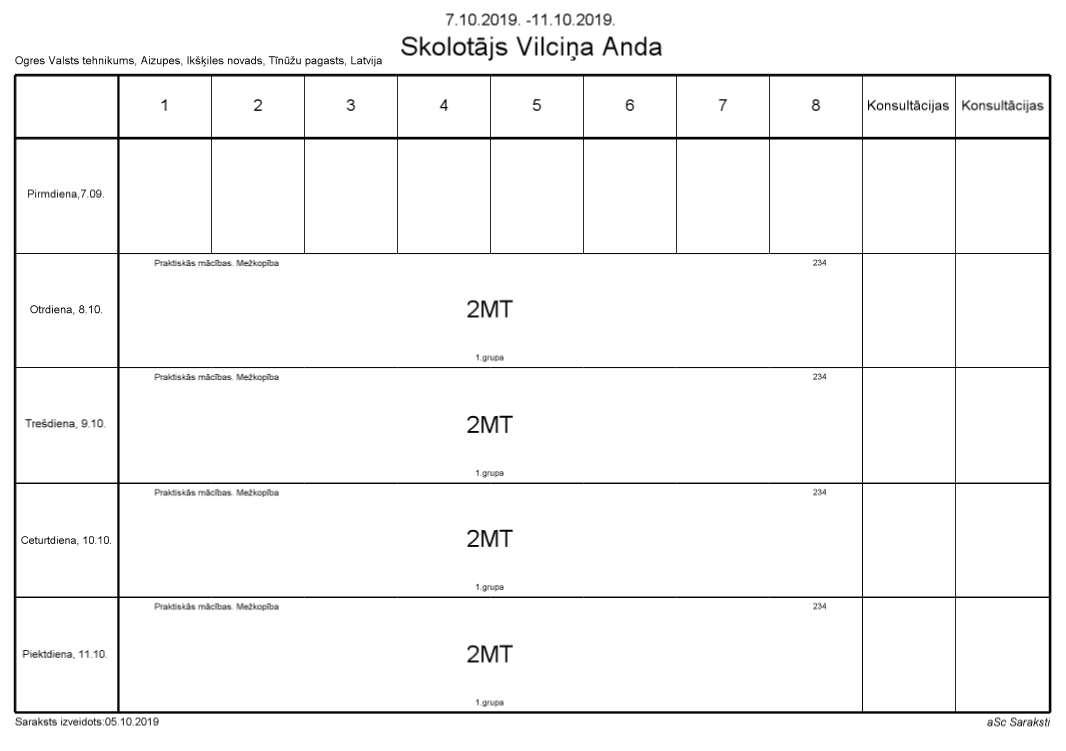 7.10.2019. -11.10.2019.
Skolotājs Vilciņa Anda
Ogres Valsts tehnikums, Aizupes, Ikšķiles novads, Tīnūžu pagasts, Latvija
1 2 3 4 5 6 7 8 Konsultācijas Konsultācijas
Pirmdiena,7.09.
Praktiskās mācības. Mežkopība 234
Otrdiena, 8.10. 2MT
1.grupa
Praktiskās mācības. Mežkopība 234
Trešdiena, 9.10. 2MT
1.grupa
Praktiskās mācības. Mežkopība 234
Ceturtdiena, 10.10. 2MT
1.grupa
Praktiskās mācības. Mežkopība 234
Piektdiena, 11.10. 2MT
1.grupa
Saraksts izveidots:05.10.2019 aSc Saraksti